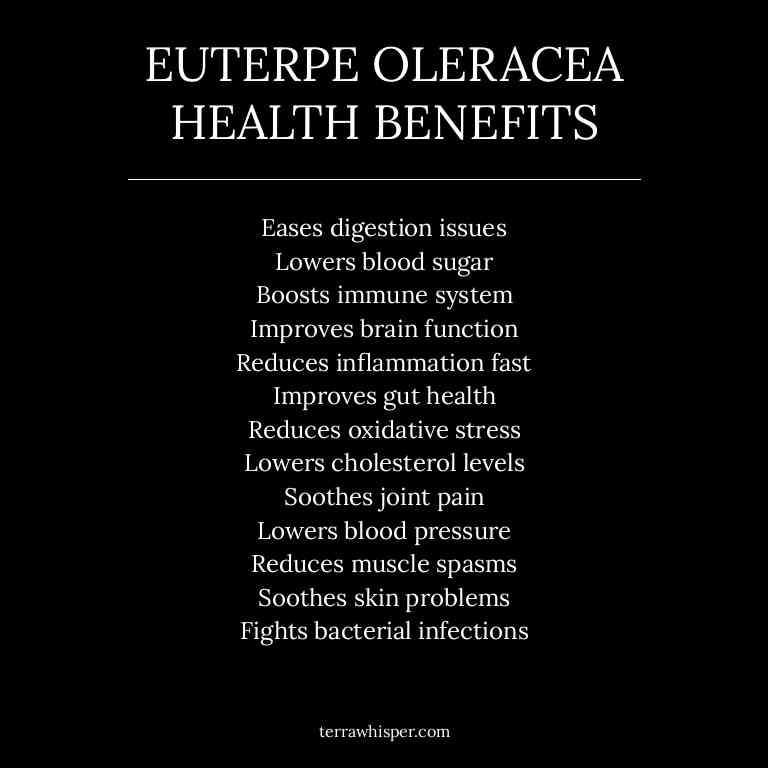 EUTERPE OLERACEA
HEALTH BENEFITS
Eases digestion issues
Lowers blood sugar
Boosts immune system
Improves brain function
Reduces inflammation fast
Improves gut health
Reduces oxidative stress
Lowers cholesterol levels
Soothes joint pain
Lowers blood pressure
Reduces muscle spasms
Soothes skin problems
Fights bacterial infections
terrawhisper.com